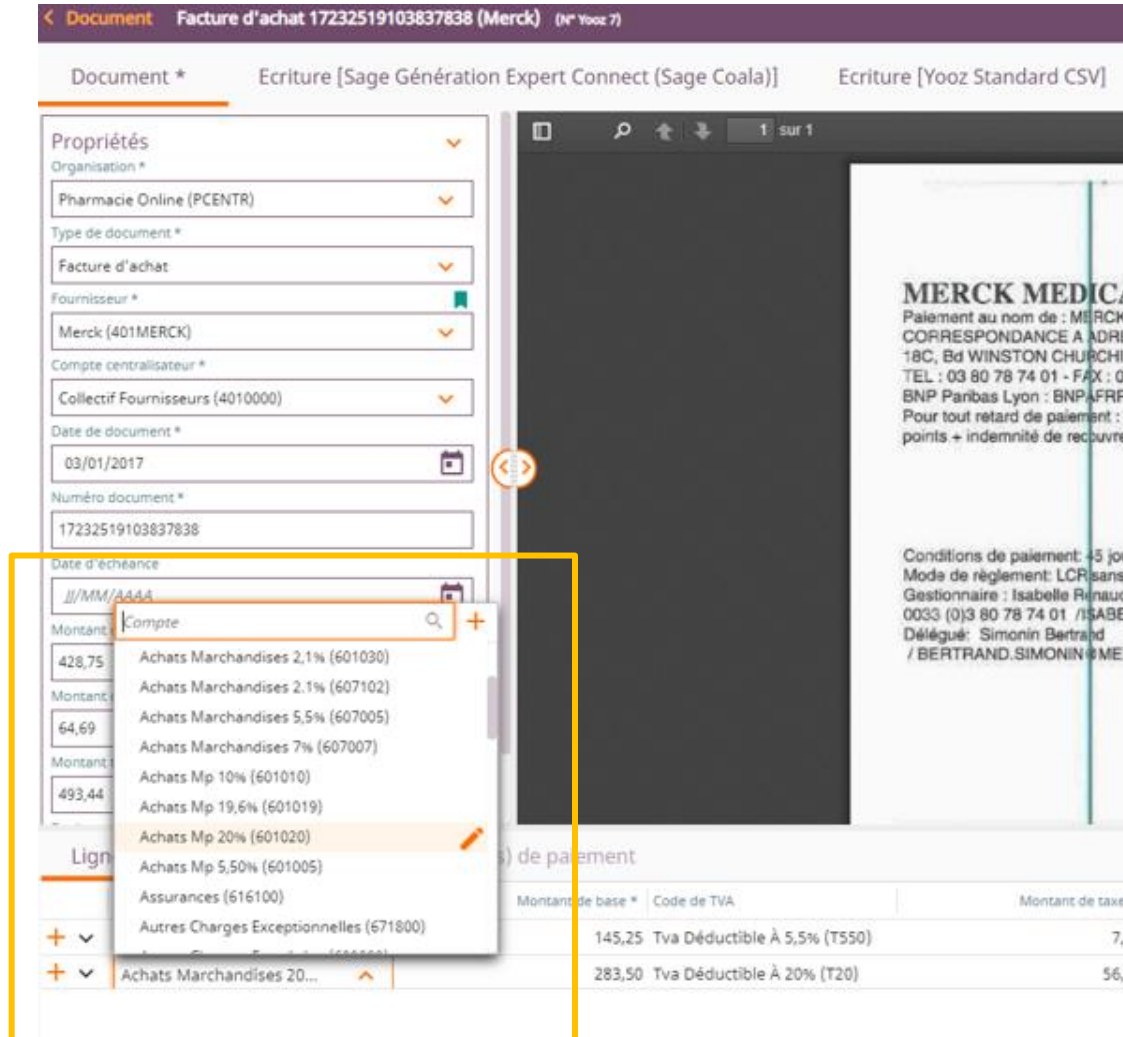 < Document Facture d'achat 17232519103837838 (Merck) (N° Yooz 7)
Document * Ecriture [Sage Génération Expert Connect (Sage Coala)] Ecriture [Yooz Standard CSV]
Propriétés
Organisation *
Pharmacie Online (PCENTR)
Type de document *
Facture d'achat
Fournisseur *
Merck (401MERCK)
Compte centralisateur *
Collectif Fournisseurs (4010000)
Date de document *
03/01/2017
Numéro document *
17232519103837838
Date d'échéance
JJ/MM/AAAA
Montant
428,75
Montant
64,69
Montant
493,44
Compte
Achats Marchandises 2,1% (601030)
Achats Marchandises 2.1% (607102)
Achats Marchandises 5,5% (607005)
Achats Marchandises 7% (607007)
Achats Mp 10% (601010)
Achats Mp 19,6% (601019)
Achats Mp 20% (601020)
Achats Mp 5,50% (601005)
Assurances (616100)
Autres Charges Exceptionnelles (671800)
1 sur 1
MERCK MEDICA
Paiement au nom de : MERCK
CORRESPONDANCE A ADRE
18C, Bd WINSTON CHURCHI
TEL : 03 80 78 74 01 - FAX : 0
BNP Paribas Lyon : BNPAFRF
Pour tout retard de paiement :
points + indemnité de recouvre
Conditions de paiement: 45 jou
Mode de règlement: LCR sans
Gestionnaire : Isabelle Renaud
0033 (0)3 80 78 74 01 /ISABE
Délégué: Simonin Bertrand
/ BERTRAND.SIMONIN@ME
Lign s) de paiement
Montant de base * Code de TVA Montant de taxe
145,25 Tva Déductible À 5,5% (T550) 7,
Achats Marchandises 20... 283,50 Tva Déductible À 20% (T20) 56,